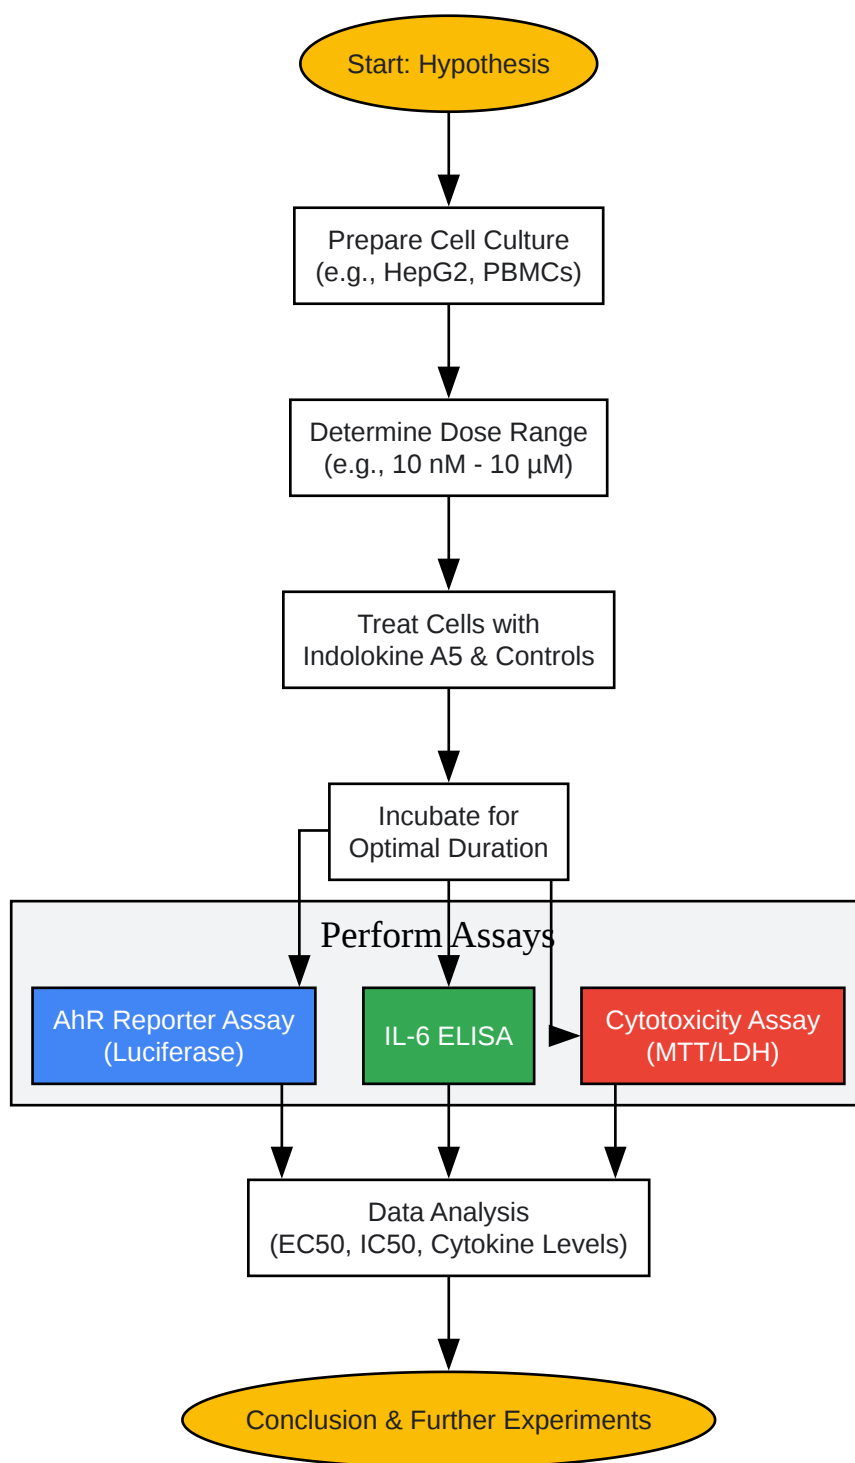 Start: Hypothesis
Prepare Cell Culture
(e.g., HepG2, PBMCs)
Determine Dose Range
(e.g., 10 nM - 10 µM)
Treat Cells with
Indolokine A5 & Controls
Incubate for
Optimal Duration
Perform Assays
AhR Reporter Assay
(Luciferase)
IL-6 ELISA
Cytotoxicity Assay
(MTT/LDH)
Data Analysis
(EC50, IC50, Cytokine Levels)
Conclusion & Further Experiments